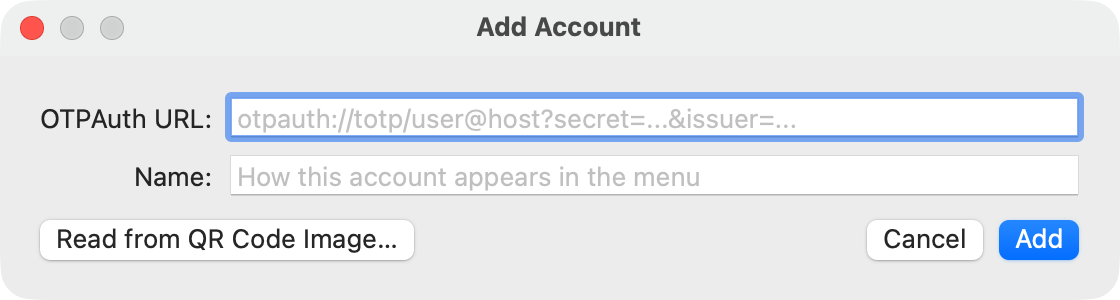 Add Account
OTPAuth URL: otpauth://totp/user@host?secret=...&issuer=...
Name: How this account appears in the menu
Read from QR Code Image... Cancel Add